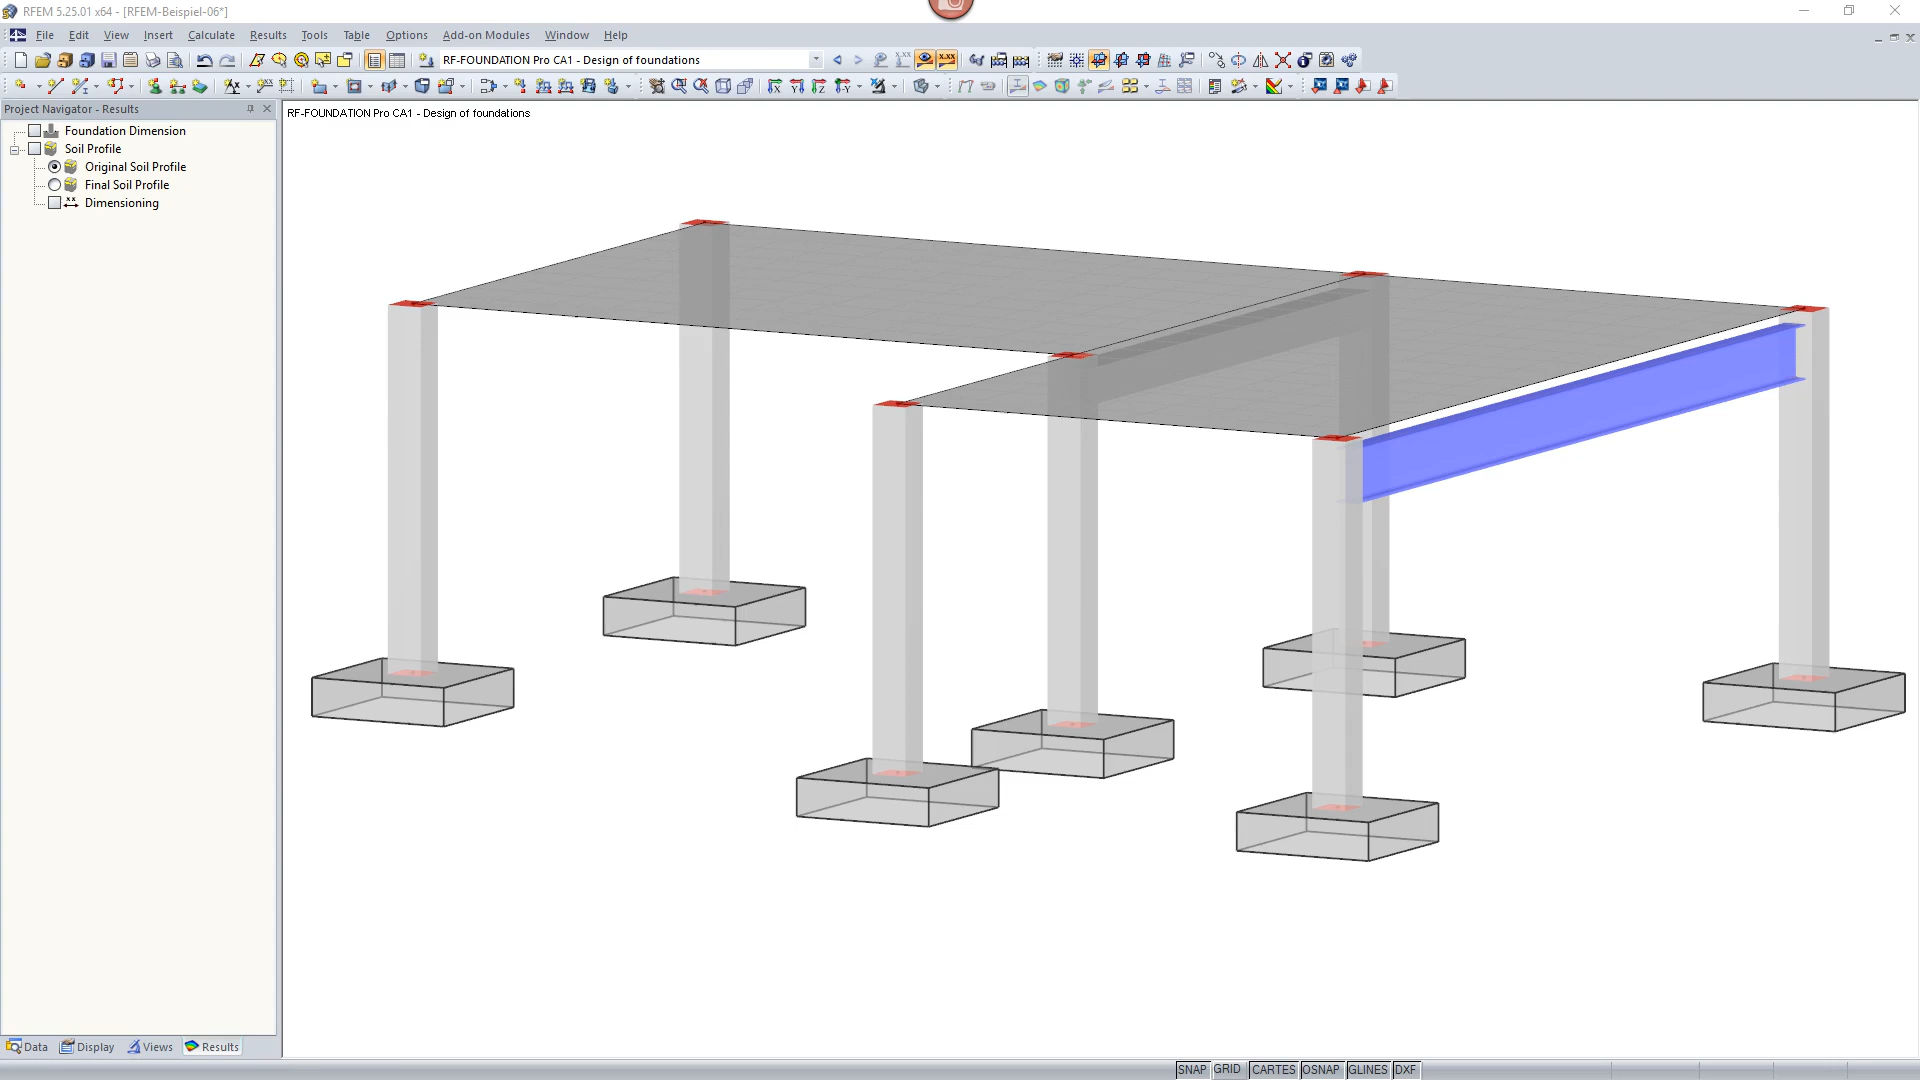 RFEM 5.25.01 x64 - [RFEM-Beispiel-06*]
File Edit View Insert Calculate Results Tools Table Options Add-on Modules Window Help
RF-FOUNDATION Pro CA1 - Design of foundations
Project Navigator - Results
RF-FOUNDATION Pro CA1 - Design of foundations
Foundation Dimension
Soil Profile
Original Soil Profile
Final Soil Profile
Dimensioning
Data Display Views Results
SNAP GRID CARTES OSNAP GLINES DXF